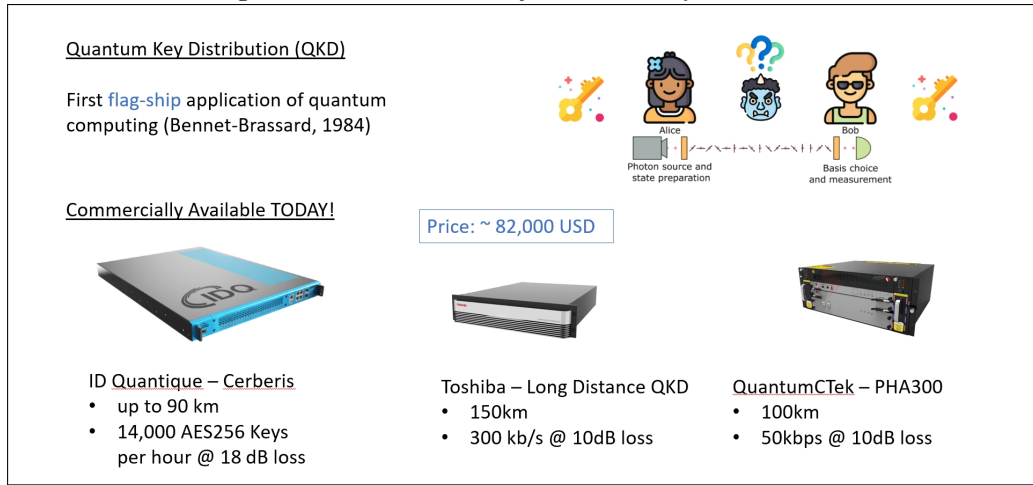 Quantum Key Distribution (QKD)
First flag-ship application of quantum
computing (Bennet-Brassard, 1984)
Alice
Bob
Photon source and
state preparation
Basis choice
and measurement
Commercially Available TODAY!
Price: ~ 82,000 USD
IDQ
ID Quantique – Cerberis
• up to 90 km
• 14,000 AES256 Keys
per hour @ 18 dB loss
Toshiba – Long Distance QKD
• 150km
• 300 kb/s @ 10dB loss
QuantumCTek – PHA300
• 100km
• 50kbps @ 10dB loss